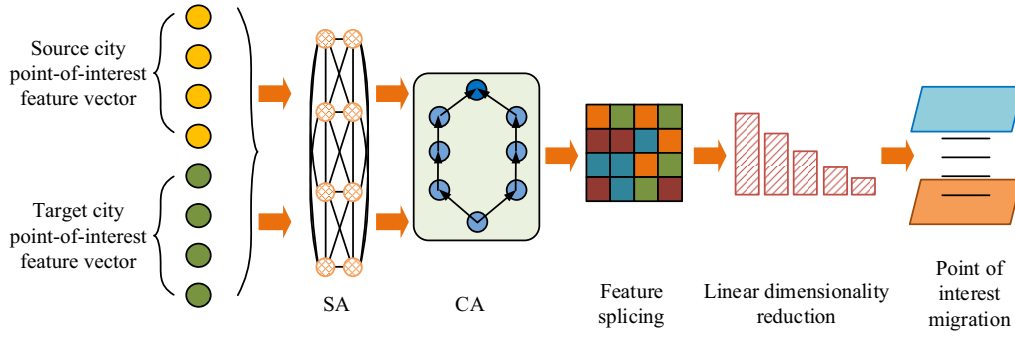 Source city
point-of-interest
feature vector
Target city
point-of-interest
feature vector
SA
CA
Feature
splicing
Linear dimensionality
reduction
Point of
interest
migration